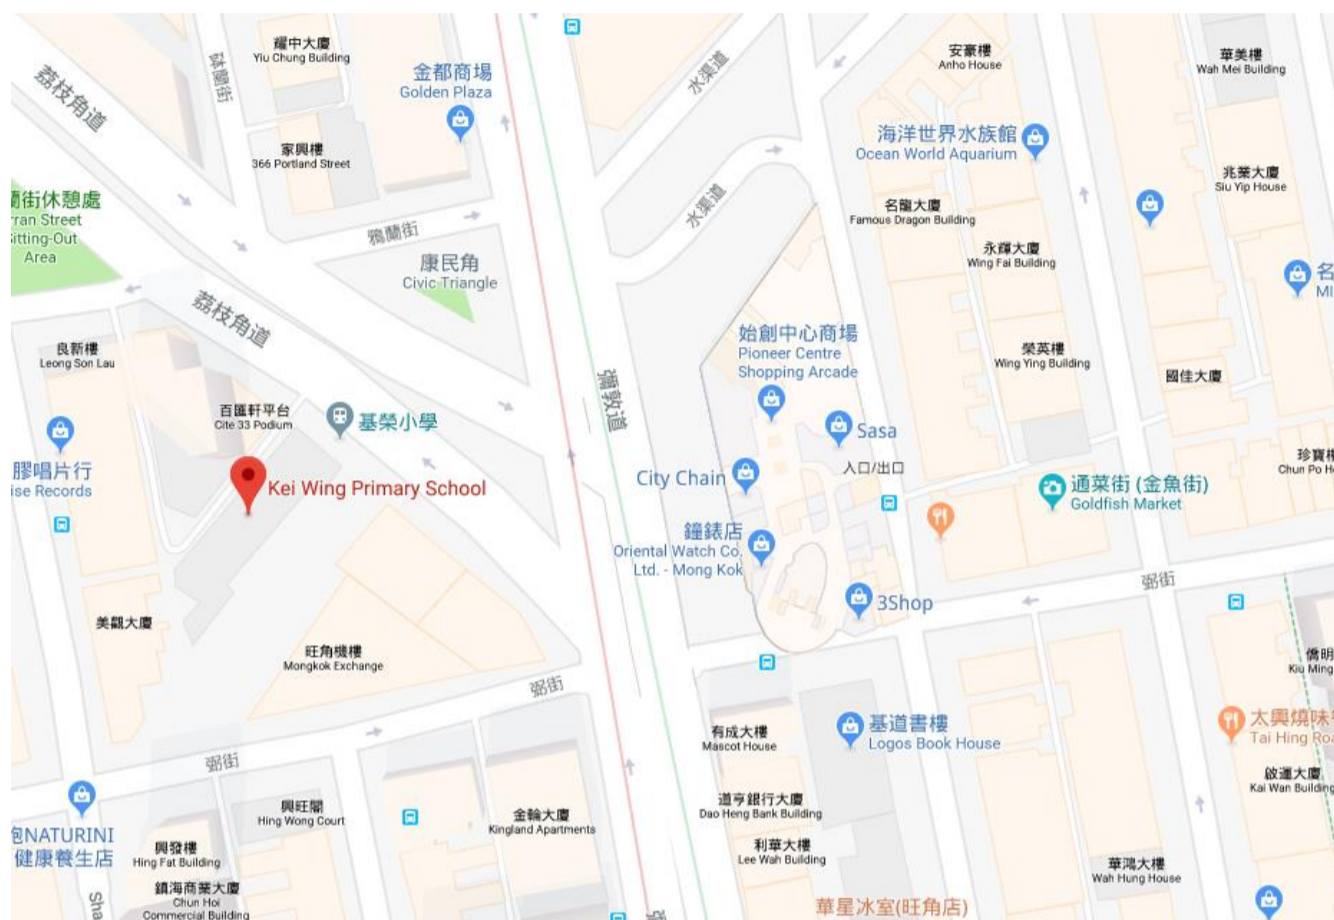 耀中大廈
Yiu Chung Building
金都商場
Golden Plaza
砵蘭街
荔枝角道
水渠道
安豪樓
Anho House
華美樓
Wah Mei Building
家興樓
366 Portland Street
海洋世界水族館
Ocean World Aquarium
兆業大廈
Siu Yip House
蘭街休憩處
rran Street
Sitting-Out
Area
鴉蘭街
水渠道
名龍大廈
Famous Dragon Building
永輝大廈
Wing Fai Building
康民角
Civic Triangle
名
MI
荔枝角道
良新樓
Leong Son Lau
始創中心商場
Pioneer Centre
Shopping Arcade
榮英樓
Wing Ying Building
國佳大廈
彌敦道
百匯軒平台
Cite 33 Podium
基榮小學
Sasa
膠唱片行
ise Records
Kei Wing Primary School
City Chain
入口/出口
珍寶樓
Chun Po H
通菜街 (金魚街)
Goldfish Market
鐘錶店
Oriental Watch Co.
Ltd. - Mong Kok
弼街
3Shop
美觀大廈
旺角機樓
Mongkok Exchange
僑明
Kiu Ming
弼街
有成大樓
Mascot House
基道書樓
Logos Book House
太興燒味
Tai Hing Roa
弼街
啟運大廈
Kai Wan Building
興旺閣
Hing Wong Court
金輪大廈
Kingland Apartments
道亨銀行大廈
Dao Heng Bank Building
NATURINI
健康養生店
興發樓
Hing Fat Building
利華大樓
Lee Wah Building
華鴻大樓
Wah Hung House
鎮海商業大廈
Chun Hoi
Commercial Building
Sha
華星冰室(旺角店)